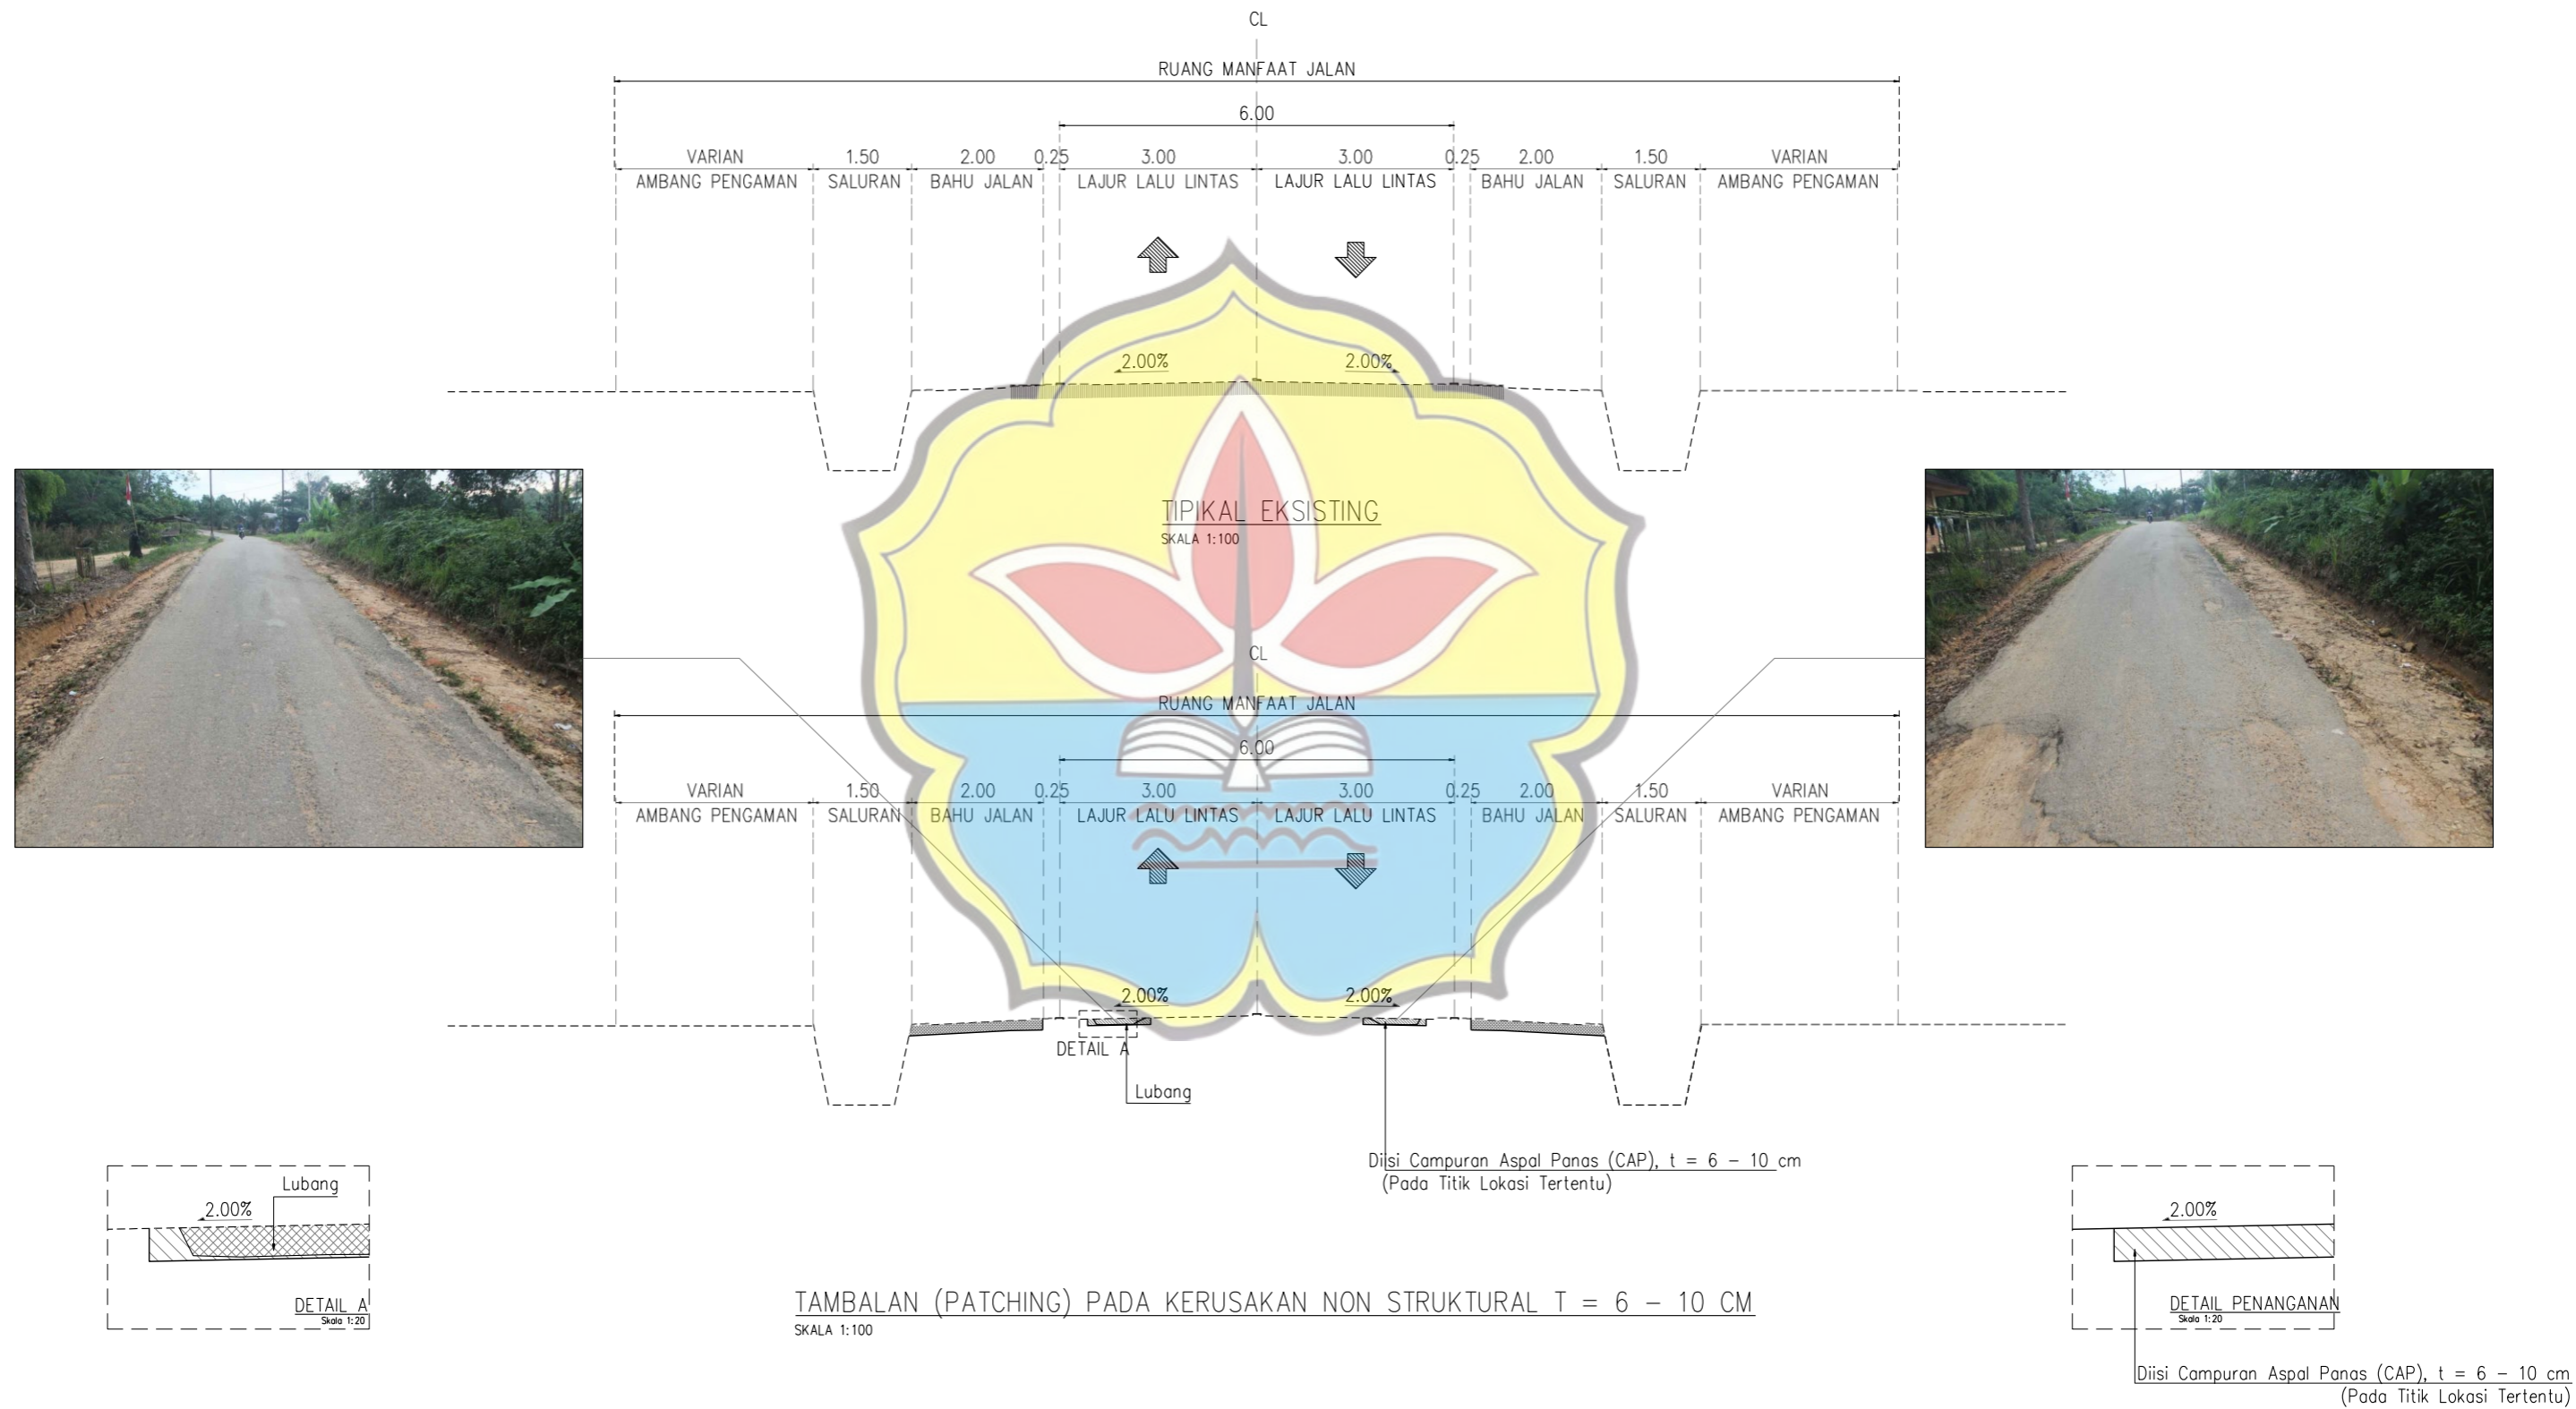 CL
RUANG MANFAAT JALAN
6.00
VARIAN 1.50 2.00 0.25 3.00 3.00 0.25 2.00 1.50 VARIAN
AMBANG PENGAMAN SALURAN BAHU JALAN LAJUR LALU LINTAS LAJUR LALU LINTAS BAHU JALAN SALURAN AMBANG PENGAMAN
2.00% 2.00%
TIPIKAL EKSISTING
SKALA 1:100
CL
RUANG MANFAAT JALAN
6.00
VARIAN 1.50 2.00 0.25 3.00 3.00 0.25 2.00 1.50 VARIAN
AMBANG PENGAMAN SALURAN BAHU JALAN LAJUR LALU LINTAS LAJUR LALU LINTAS BAHU JALAN SALURAN AMBANG PENGAMAN
2.00% 2.00%
DETAIL A
Lubang
Diisi Campuran Aspal Panas (CAP), t = 6 - 10 cm
(Pada Titik Lokasi Tertentu)
Lubang
2.00%
DETAIL A
Skala 1:20
TAMBALAN (PATCHING) PADA KERUSAKAN NON STRUKTURAL T = 6 - 10 CM
SKALA 1:100
2.00%
DETAIL PENANGANAN
Skala 1:20
Diisi Campuran Aspal Panas (CAP), t = 6 - 10 cm
(Pada Titik Lokasi Tertentu)